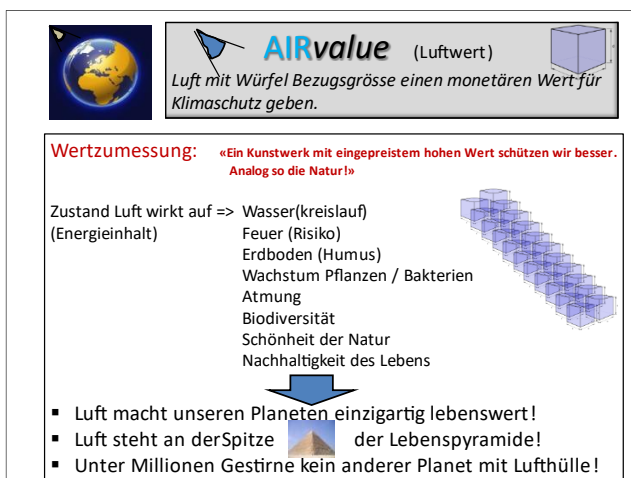 AIRvalue (Luftwert)
Luft mit Würfel Bezugsgrösse einen monetären Wert für
Klimaschutz geben.
Wertzumessung: «Ein Kunstwerk mit eingepreistem hohen Wert schützen wir besser.
Analog so die Natur!»
Zustand Luft wirkt auf => Wasser(kreislauf)
(Energieinhalt) Feuer (Risiko)
Erdboden (Humus)
Wachstum Pflanzen / Bakterien
Atmung
Biodiversität
Schönheit der Natur
Nachhaltigkeit des Lebens
▪ Luft macht unseren Planeten einzigartig lebenswert!
▪ Luft steht an derSpitze der Lebenspyramide!
▪ Unter Millionen Gestirne kein anderer Planet mit Lufthülle!